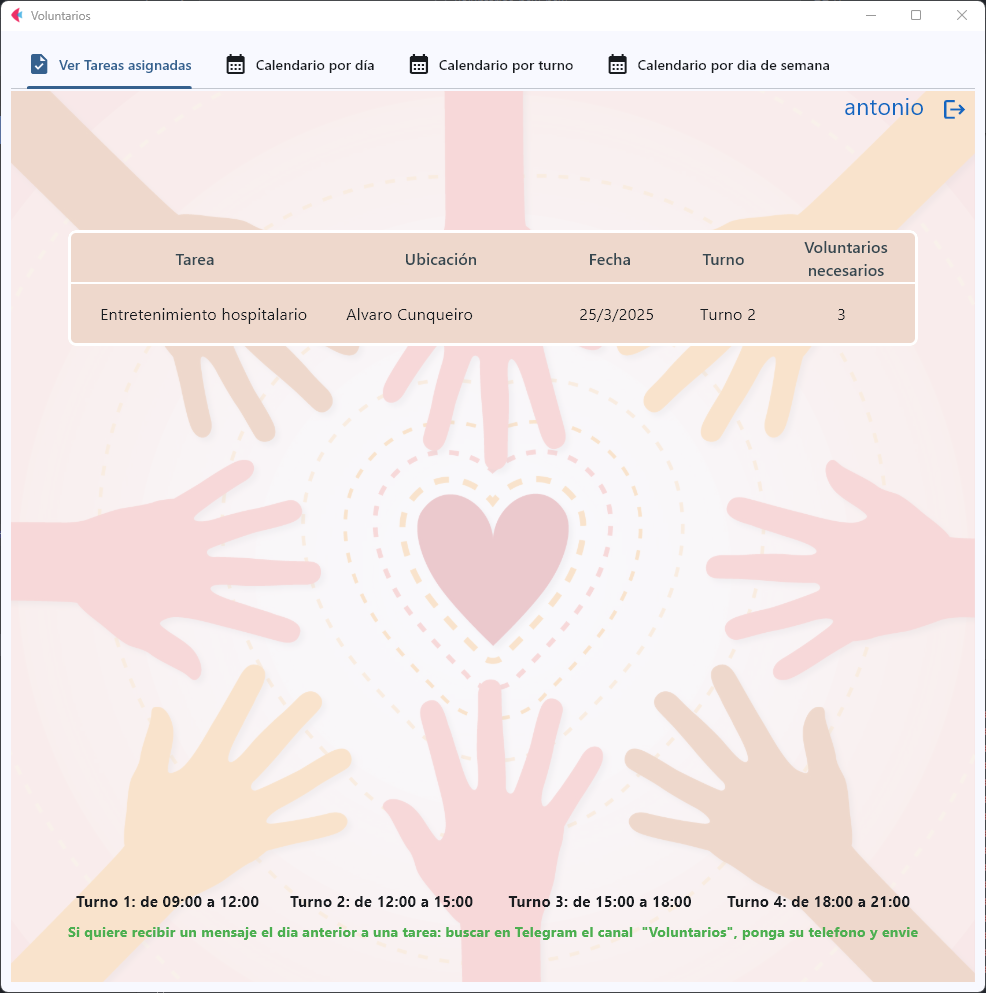 Voluntarios
Ver Tareas asignadas Calendario por día Calendario por turno Calendario por dia de semana
antonio
Tarea Ubicación Fecha Turno Voluntarios necesarios
Entretenimiento hospitalario Alvaro Cunqueiro 25/3/2025 Turno 2 3
Turno 1: de 09:00 a 12:00 Turno 2: de 12:00 a 15:00 Turno 3: de 15:00 a 18:00 Turno 4: de 18:00 a 21:00
Si quiere recibir un mensaje el dia anterior a una tarea: buscar en Telegram el canal "Voluntarios", ponga su telefono y envie